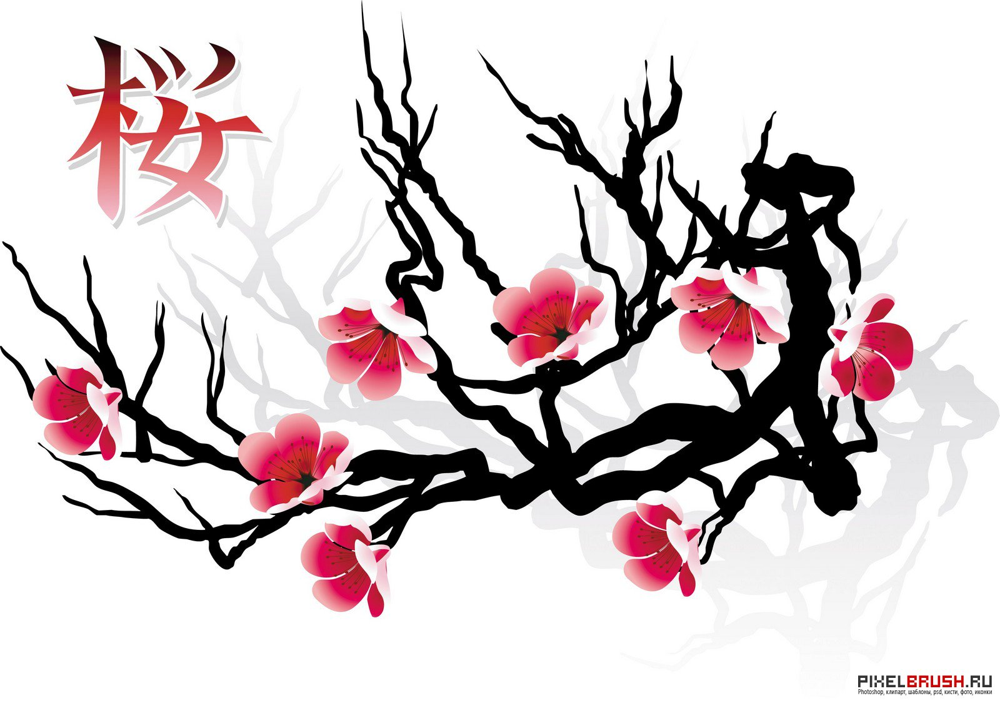 桜
PIXELBRUSH.RU
Photoshop, клипарт, шаблоны, psd, кисти, фото, иконки